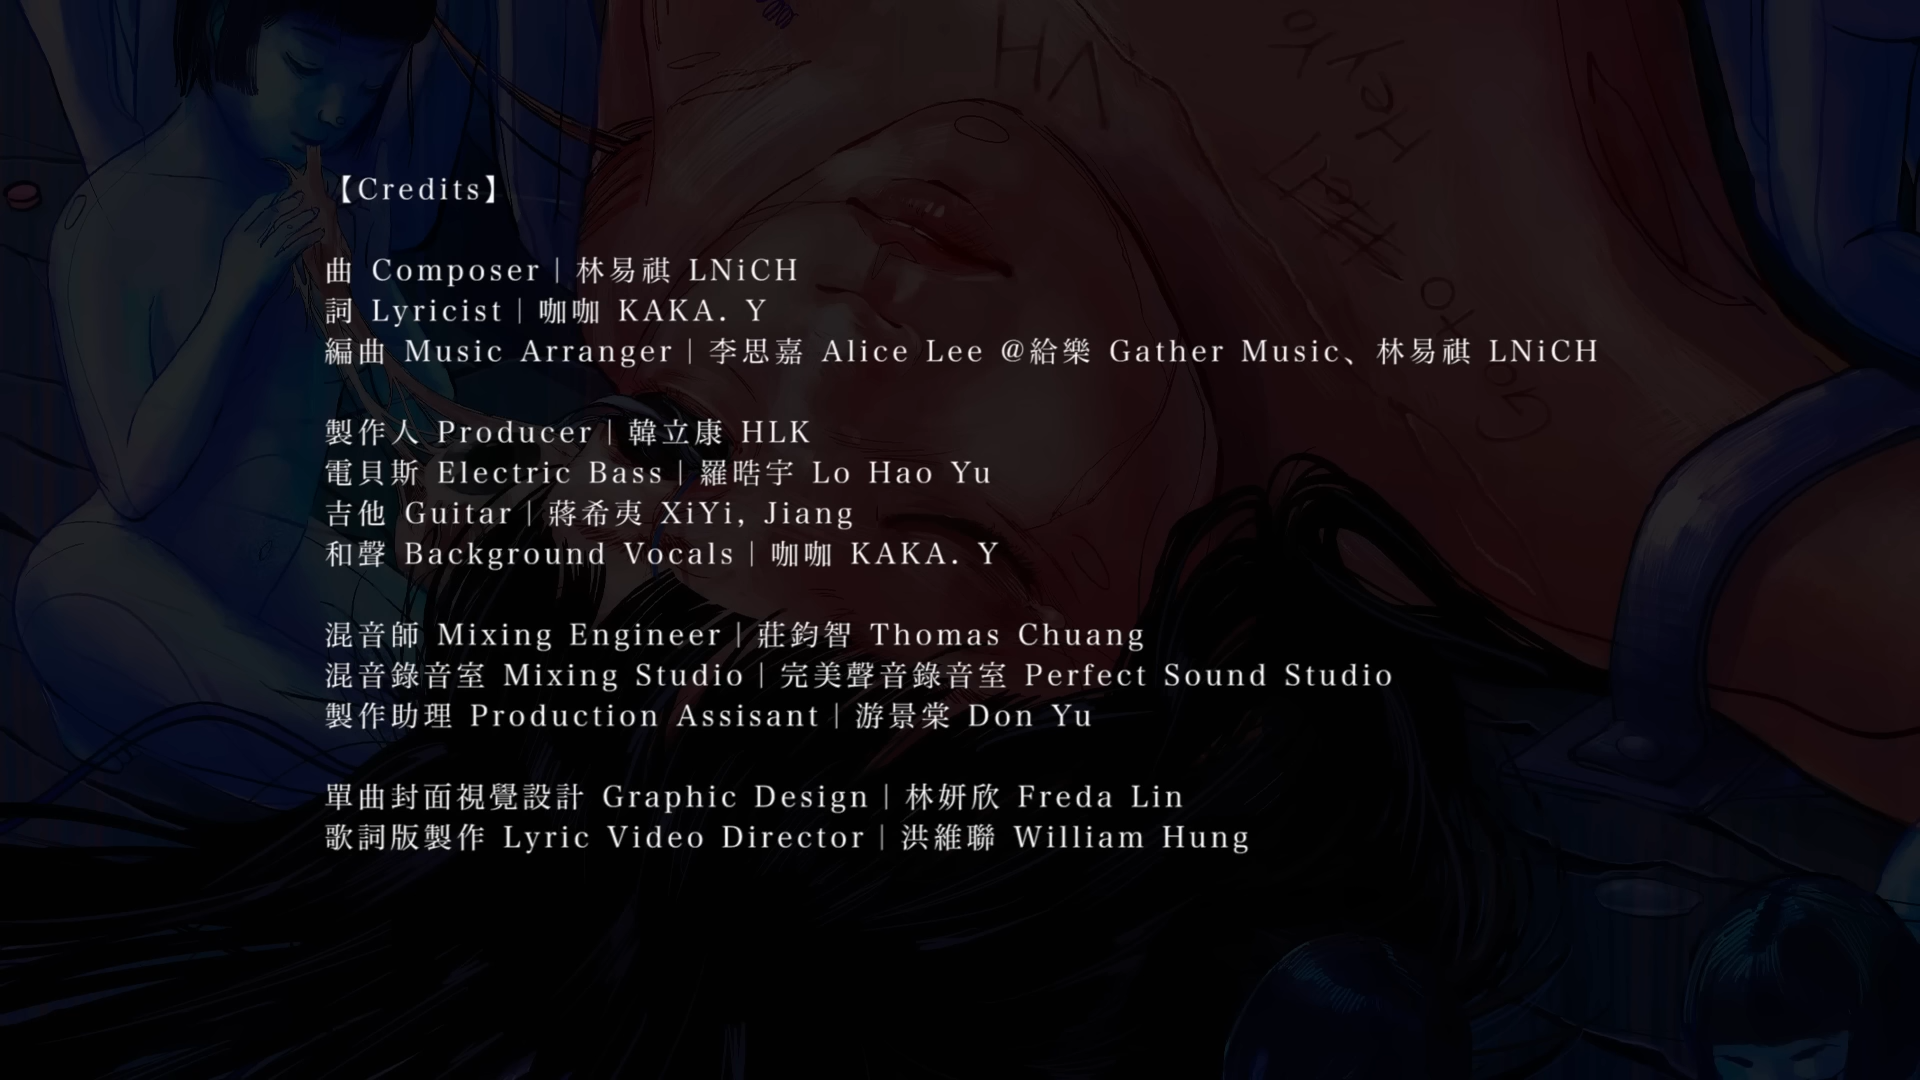 【Credits】
曲 Composer｜林易祺 LNiCH
詞 Lyricist｜咖咖 KAKA. Y
編曲 Music Arranger｜李思嘉 Alice Lee @給樂 Gather Music、林易祺 LNiCH
製作人 Producer｜韓立康 HLK
電貝斯 Electric Bass｜羅晧宇 Lo Hao Yu
吉他 Guitar｜蔣希夷 XiYi, Jiang
和聲 Background Vocals｜咖咖 KAKA. Y
混音師 Mixing Engineer｜莊鈞智 Thomas Chuang
混音錄音室 Mixing Studio｜完美聲音錄音室 Perfect Sound Studio
製作助理 Production Assisant｜游景棠 Don Yu
單曲封面視覺設計 Graphic Design｜林妍欣 Freda Lin
歌詞版製作 Lyric Video Director｜洪維聯 William Hung